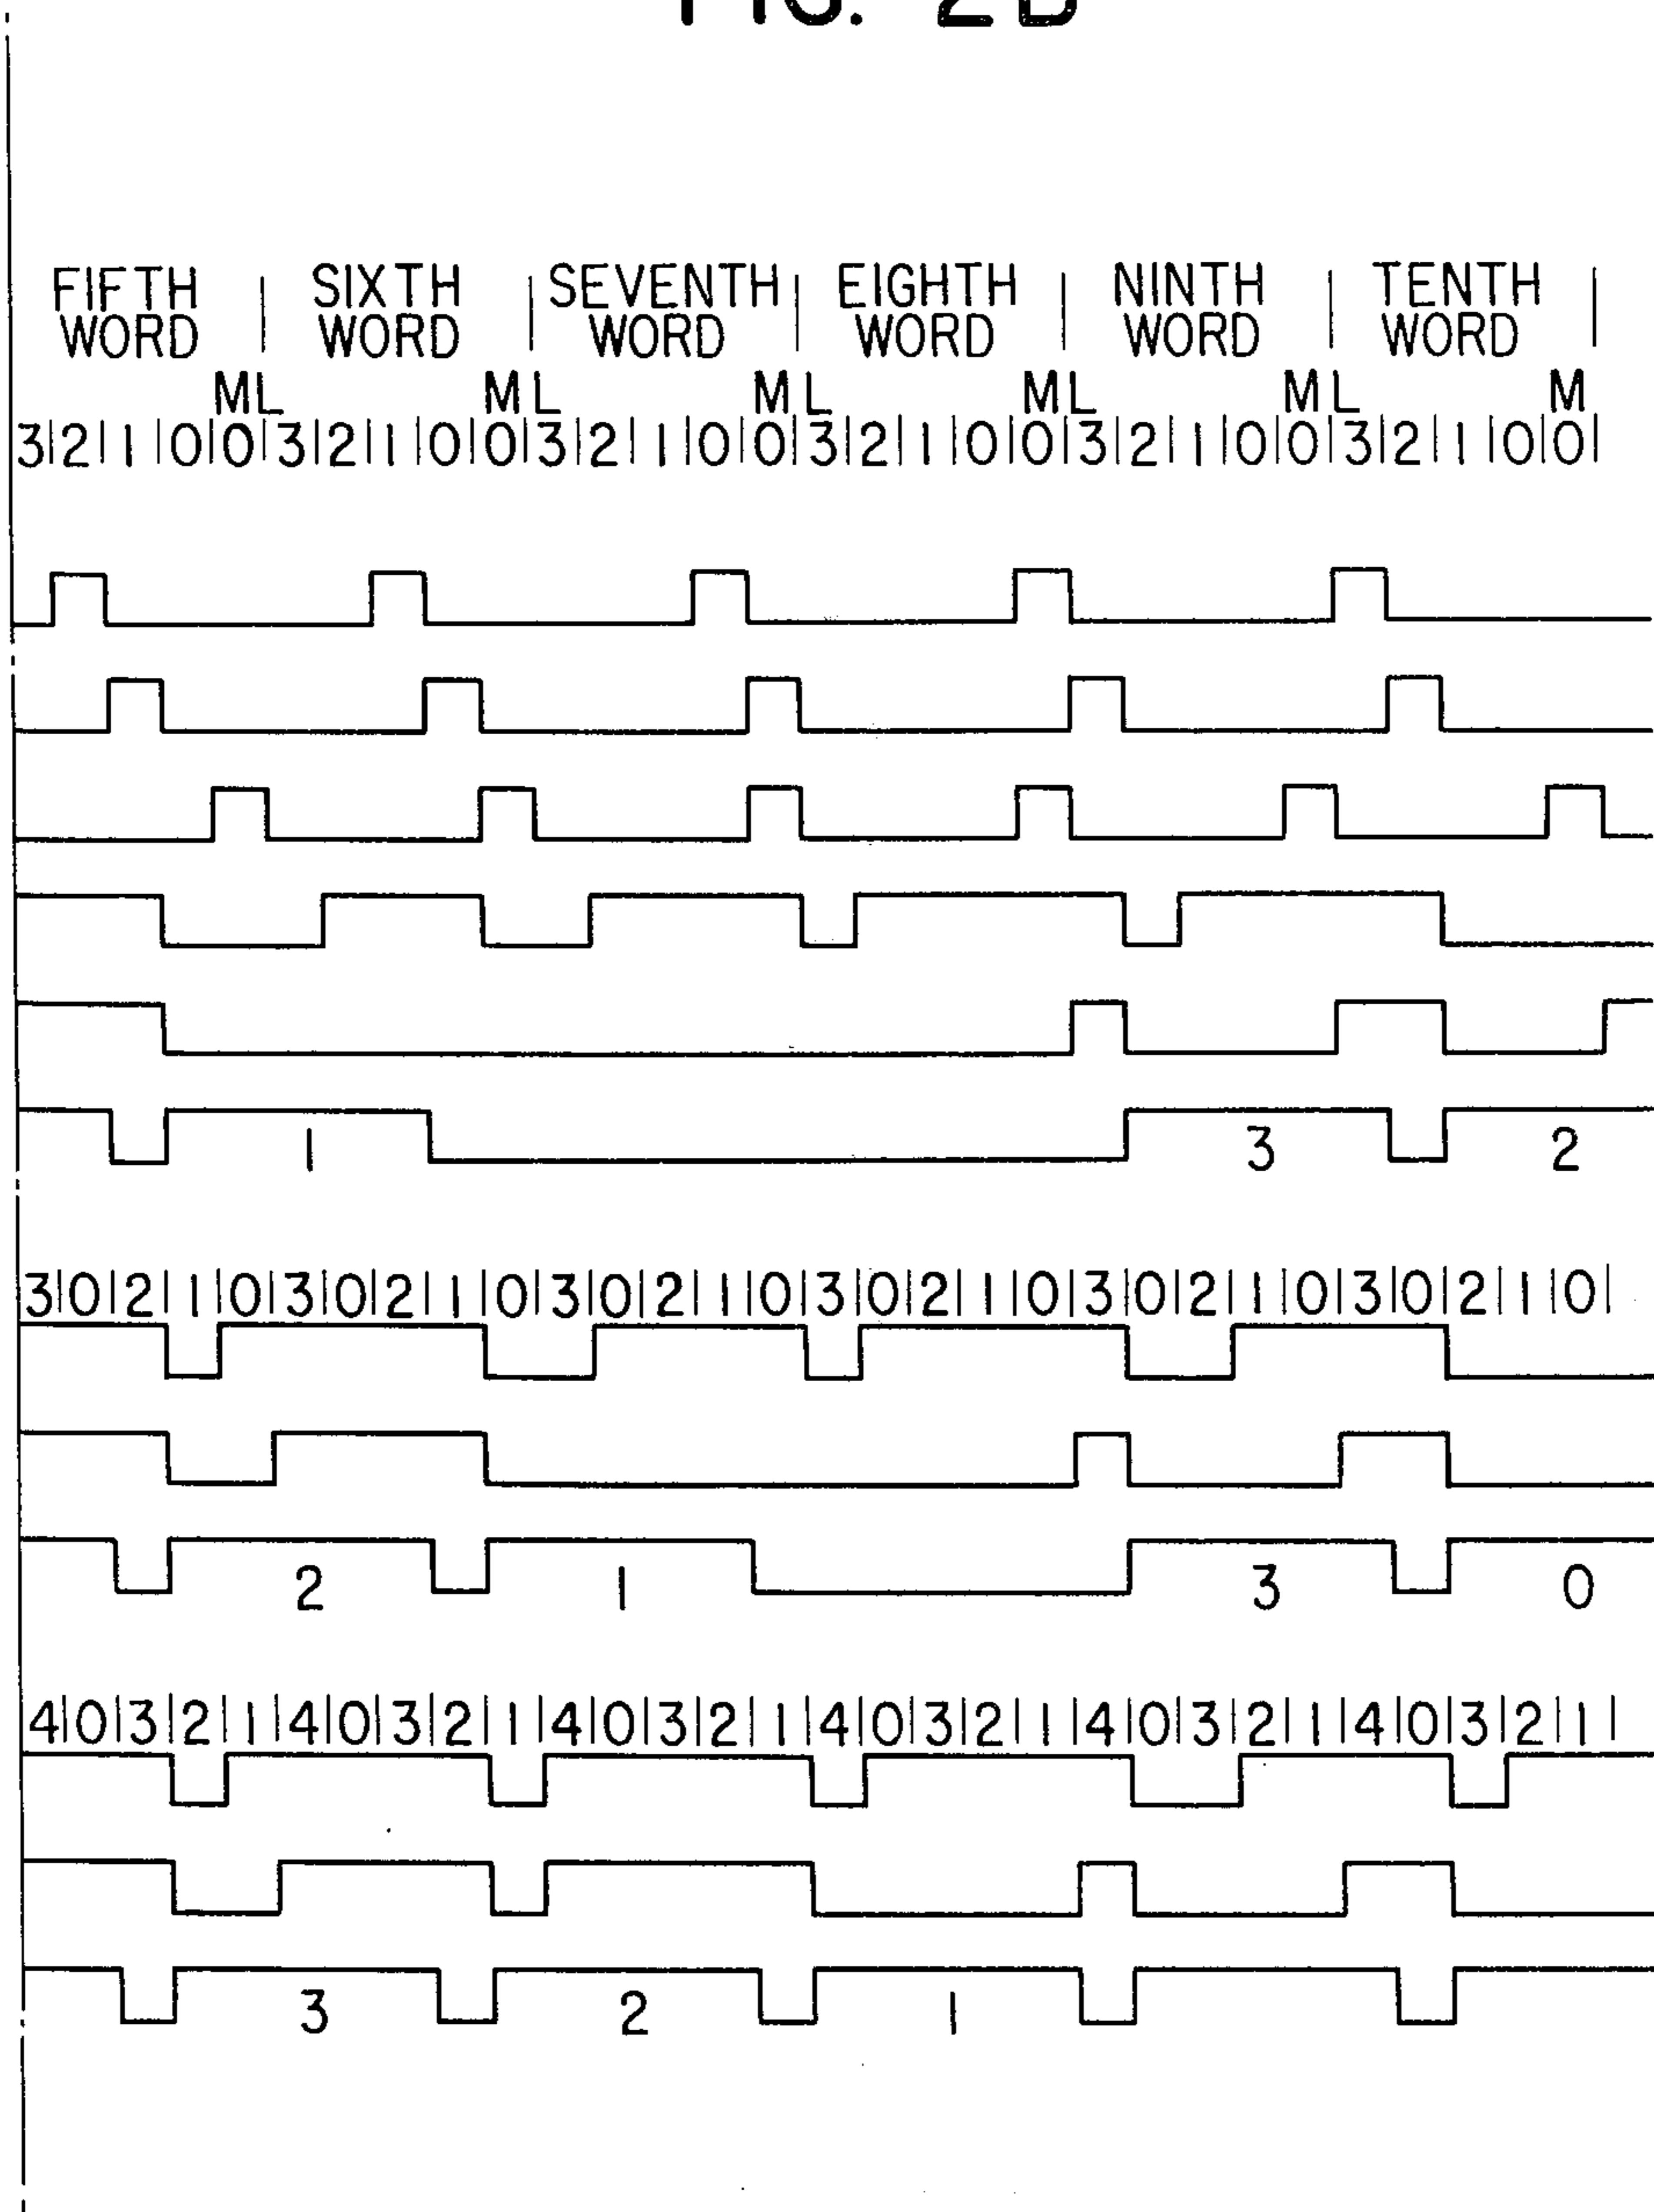 FIG. 2B
FIFTH | SIXTH | SEVENTH | EIGHTH | NINTH | TENTH |
WORD WORD WORD WORD WORD WORD
ML ML ML ML ML M
3|2|1|0|0|3|2|1|0|0|3|2|1|0|0|3|2|1|0|0|3|2|1|0|0|3|2|1|0|0|
1 3 2
3|0|2|1|0|3|0|2|1|0|3|0|2|1|0|3|0|2|1|0|3|0|2|1|0|3|0|2|1|0|
2 1 3 0
4|0|3|2|1|4|0|3|2|1|4|0|3|2|1|4|0|3|2|1|4|0|3|2|1|4|0|3|2|1|
3 2 1